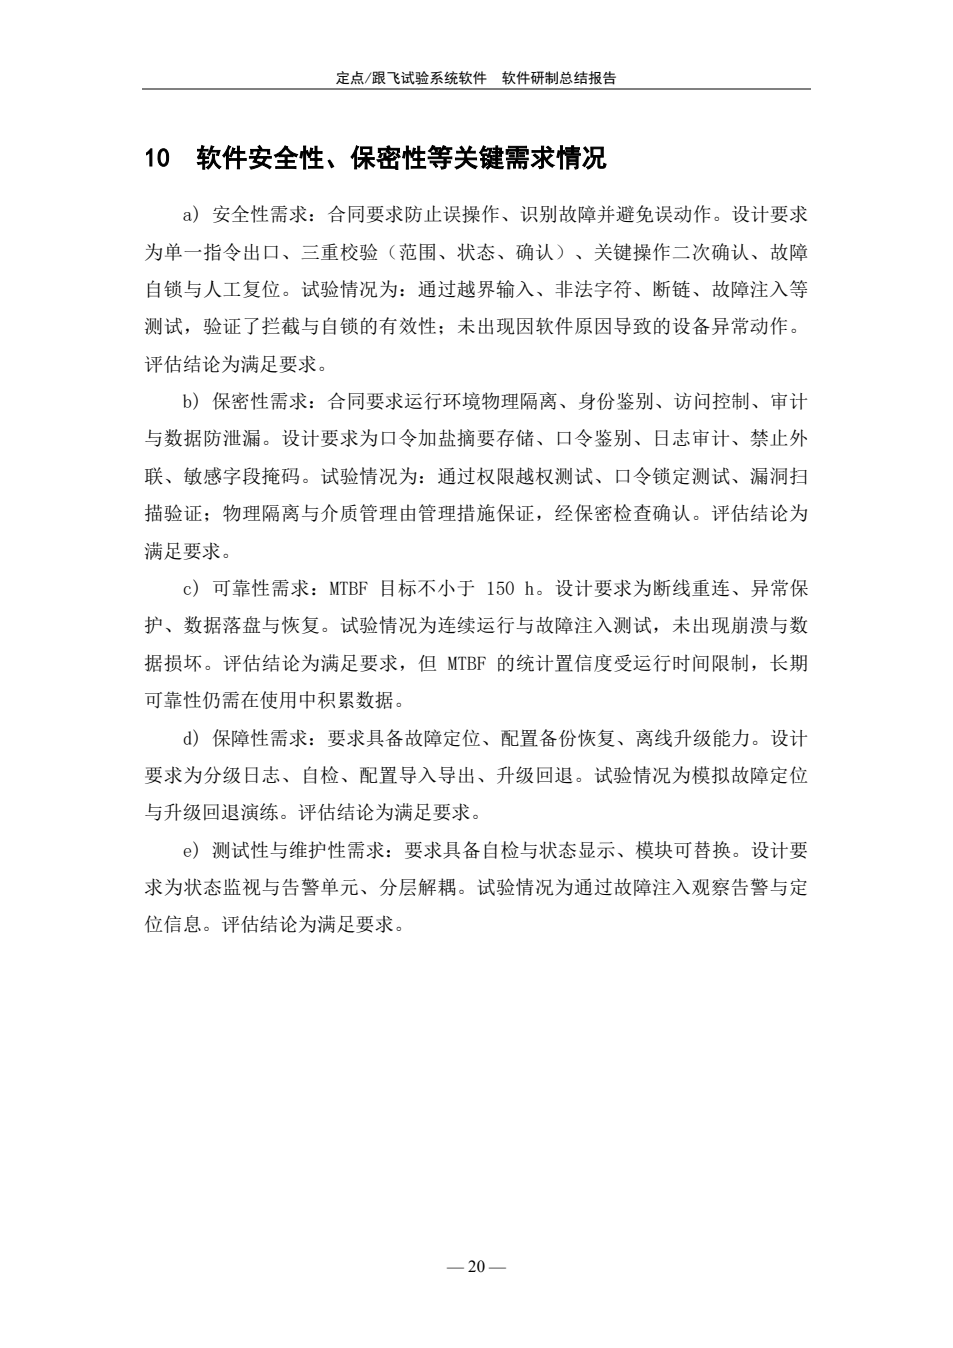 定点/跟飞试验系统软件　软件研制总结报告
10　软件安全性、保密性等关键需求情况
a) 安全性需求：合同要求防止误操作、识别故障并避免误动作。设计要求
为单一指令出口、三重校验（范围、状态、确认）、关键操作二次确认、故障
自锁与人工复位。试验情况为：通过越界输入、非法字符、断链、故障注入等
测试，验证了拦截与自锁的有效性；未出现因软件原因导致的设备异常动作。
评估结论为满足要求。
b) 保密性需求：合同要求运行环境物理隔离、身份鉴别、访问控制、审计
与数据防泄漏。设计要求为口令加盐摘要存储、口令鉴别、日志审计、禁止外
联、敏感字段掩码。试验情况为：通过权限越权测试、口令锁定测试、漏洞扫
描验证；物理隔离与介质管理由管理措施保证，经保密检查确认。评估结论为
满足要求。
c) 可靠性需求：MTBF 目标不小于 150 h。设计要求为断线重连、异常保
护、数据落盘与恢复。试验情况为连续运行与故障注入测试，未出现崩溃与数
据损坏。评估结论为满足要求，但 MTBF 的统计置信度受运行时间限制，长期
可靠性仍需在使用中积累数据。
d) 保障性需求：要求具备故障定位、配置备份恢复、离线升级能力。设计
要求为分级日志、自检、配置导入导出、升级回退。试验情况为模拟故障定位
与升级回退演练。评估结论为满足要求。
e) 测试性与维护性需求：要求具备自检与状态显示、模块可替换。设计要
求为状态监视与告警单元、分层解耦。试验情况为通过故障注入观察告警与定
位信息。评估结论为满足要求。
— 20 —